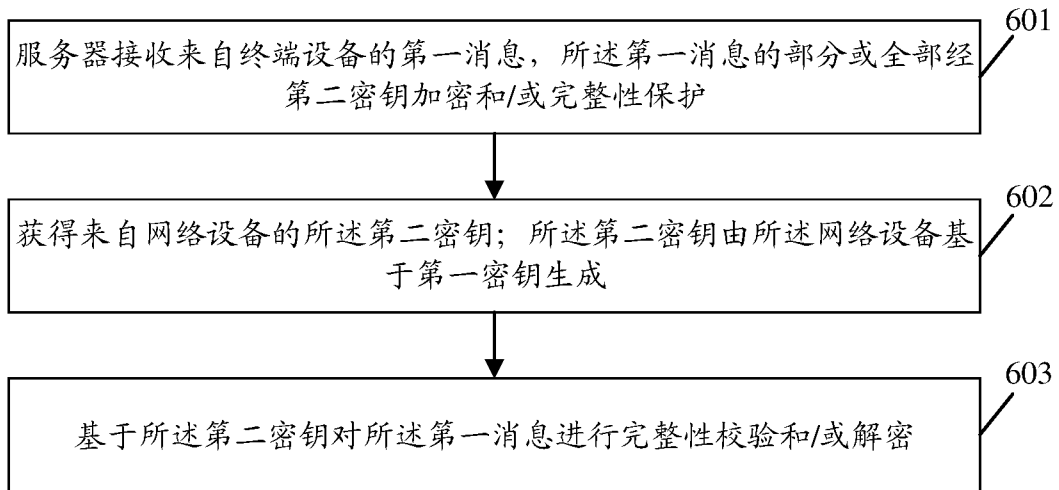 601
服务器接收来自终端设备的第一消息，所述第一消息的部分或全部经
第二密钥加密和/或完整性保护
602
获得来自网络设备的所述第二密钥；所述第二密钥由所述网络设备基
于第一密钥生成
603
基于所述第二密钥对所述第一消息进行完整性校验和/或解密